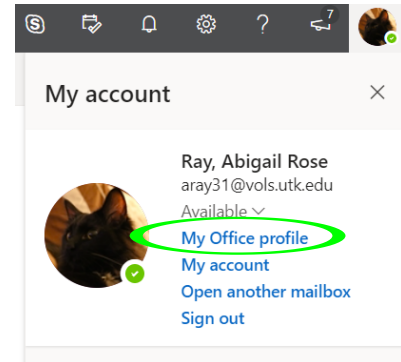 7
My account
Ray, Abigail Rose
aray31@vols.utk.edu
Available
My Office profile
My account
Open another mailbox
Sign out